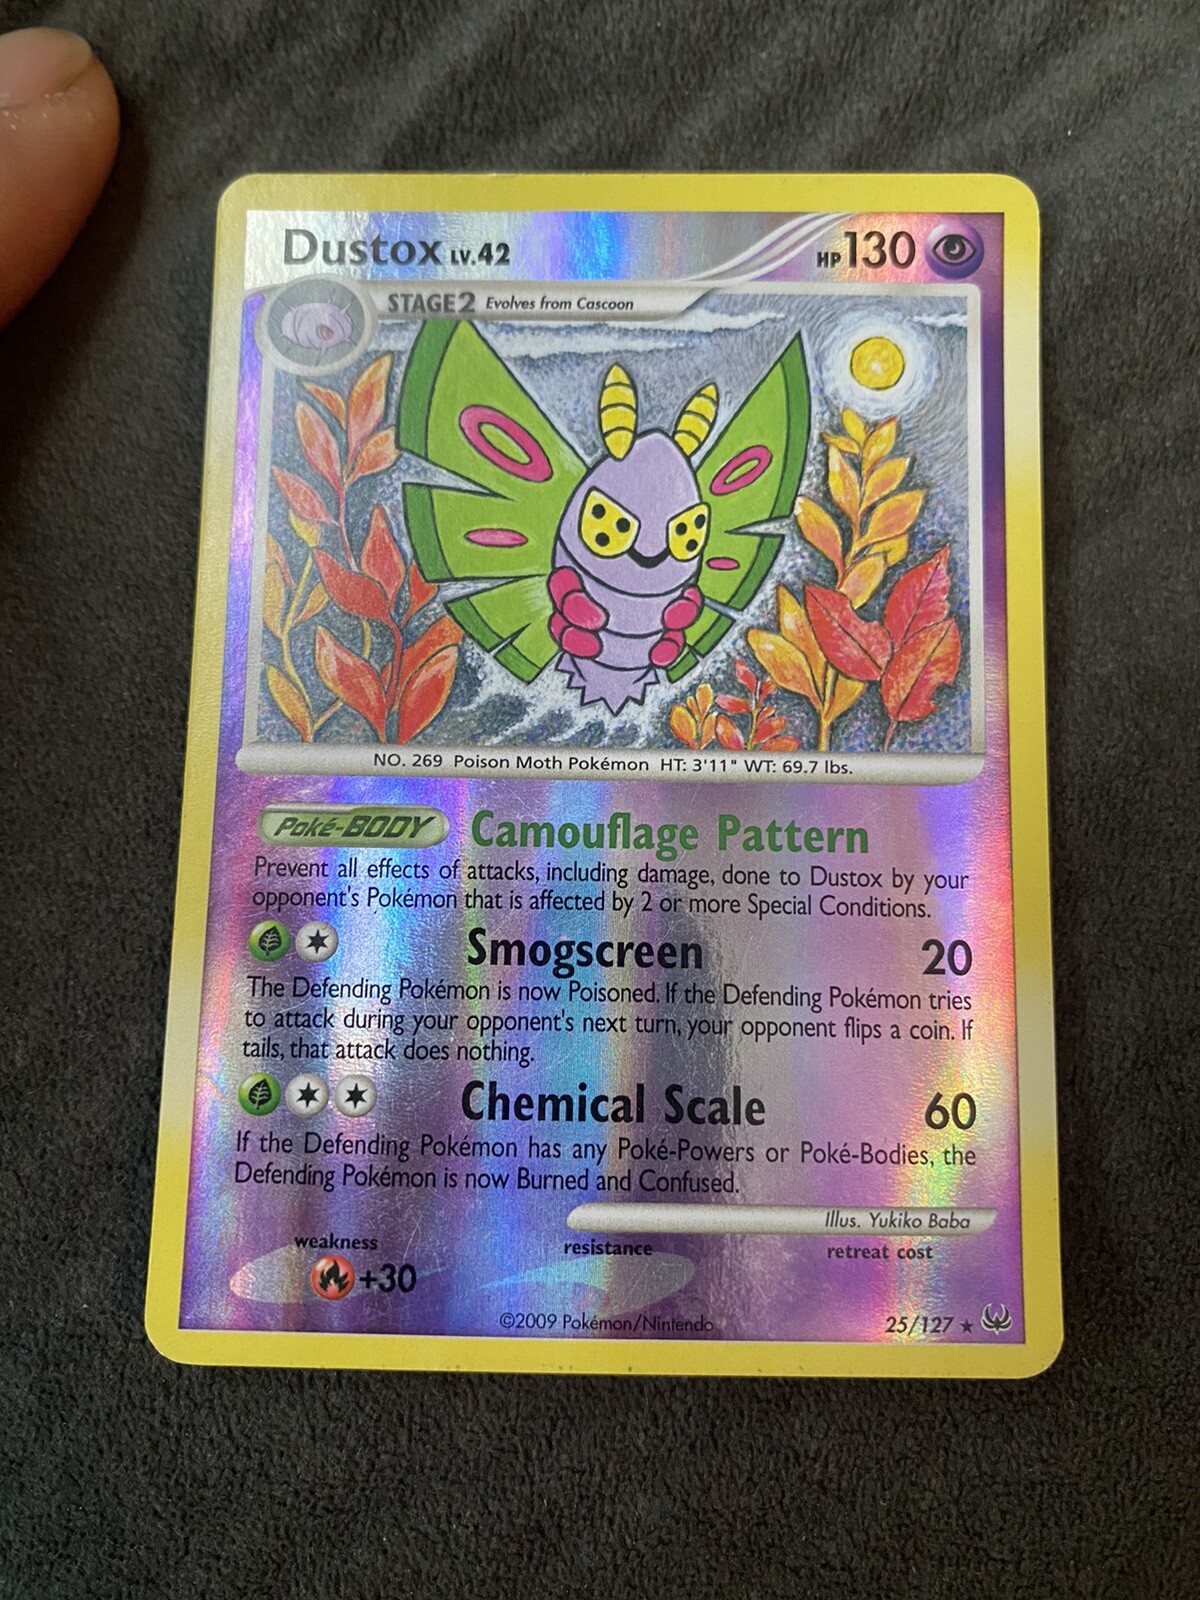 Dustox LV.42 HP130
STAGE2 Evolves from Cascoon
NO. 269 Poison Moth Pokémon HT: 3'11" WT: 69.7 lbs.
Poké-BODY Camouflage Pattern
Prevent all effects of attacks, including damage, done to Dustox by your
opponent's Pokémon that is affected by 2 or more Special Conditions.
Smogscreen 20
The Defending Pokémon is now Poisoned. If the Defending Pokémon tries
to attack during your opponent's next turn, your opponent flips a coin. If
tails, that attack does nothing.
Chemical Scale 60
If the Defending Pokémon has any Poké-Powers or Poké-Bodies, the
Defending Pokémon is now Burned and Confused.
Illus. Yukiko Baba
weakness resistance retreat cost
+30
©2009 Pokémon/Nintendo 25/127 ★